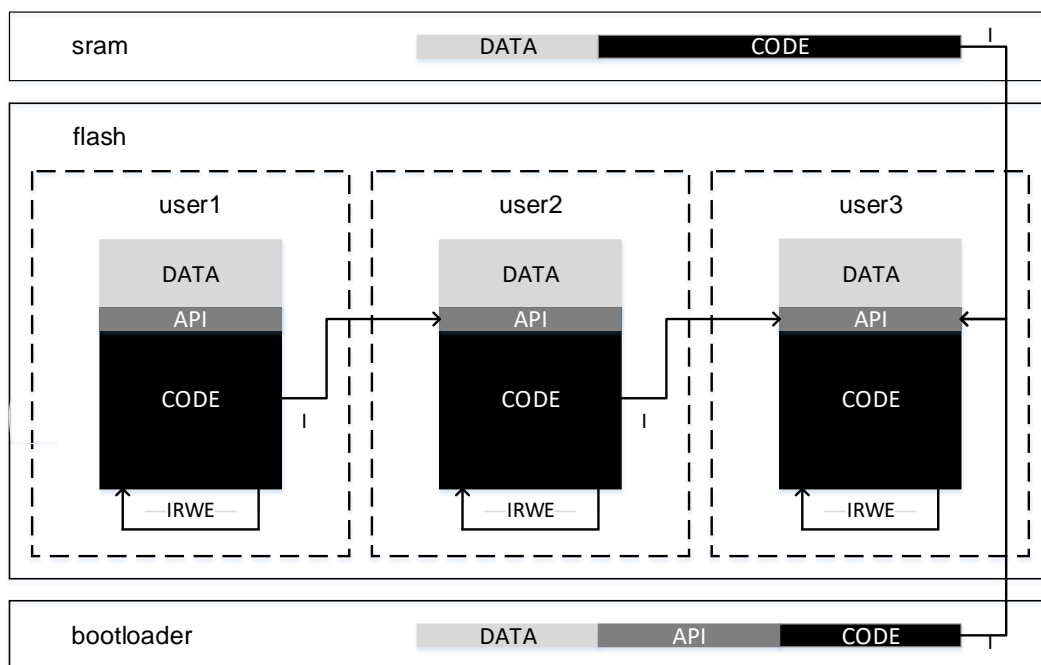 sram
DATA CODE I
flash
user1 user2 user3
DATA DATA DATA
API API API
CODE CODE CODE
I I
IRWE IRWE IRWE
bootloader
DATA API CODE I